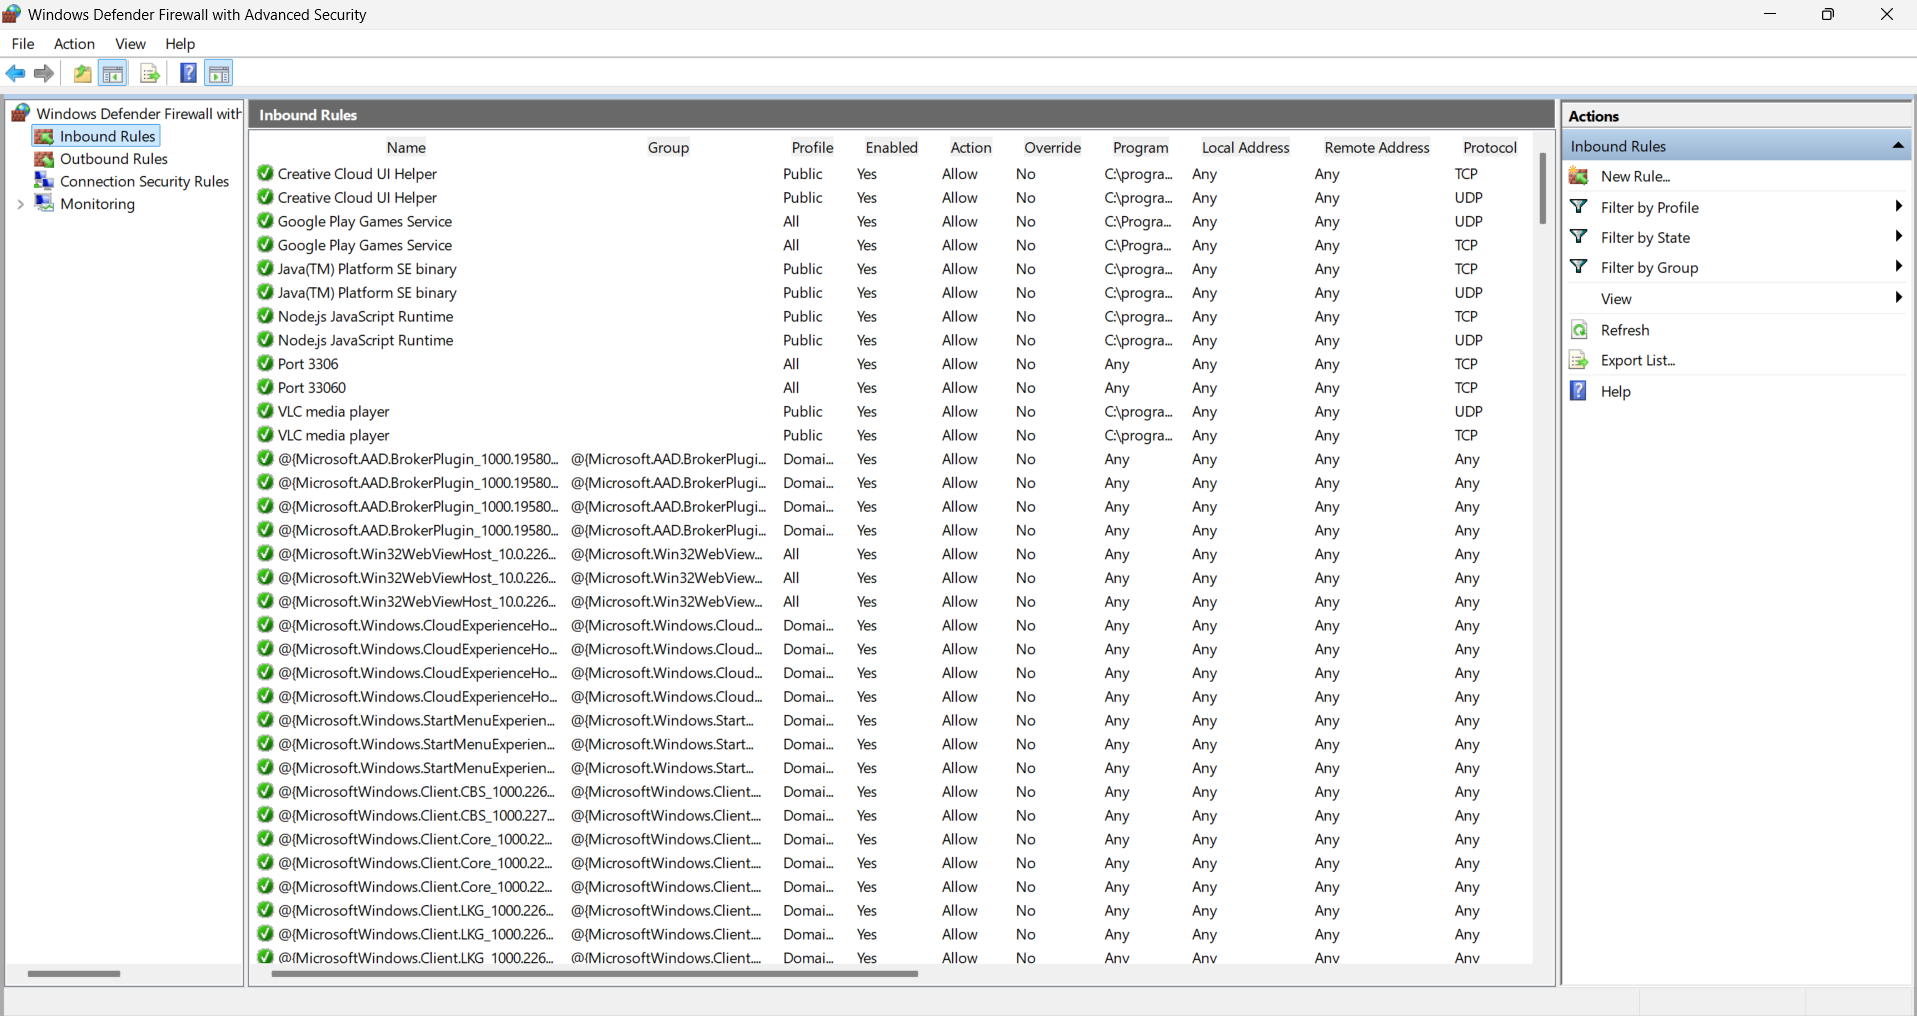 Windows Defender Firewall with Advanced Security
File Action View Help
Windows Defender Firewall with
Inbound Rules
Outbound Rules
Connection Security Rules
Monitoring
Inbound Rules
Name Group Profile Enabled Action Override Program Local Address Remote Address Protocol
Creative Cloud UI Helper Public Yes Allow No C:\progra... Any Any TCP
Creative Cloud UI Helper Public Yes Allow No C:\progra... Any Any UDP
Google Play Games Service All Yes Allow No C:\Progra... Any Any UDP
Google Play Games Service All Yes Allow No C:\Progra... Any Any TCP
Java(TM) Platform SE binary Public Yes Allow No C:\progra... Any Any TCP
Java(TM) Platform SE binary Public Yes Allow No C:\progra... Any Any UDP
Node.js JavaScript Runtime Public Yes Allow No C:\progra... Any Any TCP
Node.js JavaScript Runtime Public Yes Allow No C:\progra... Any Any UDP
Port 3306 All Yes Allow No Any Any Any TCP
Port 33060 All Yes Allow No Any Any Any TCP
VLC media player Public Yes Allow No C:\progra... Any Any UDP
VLC media player Public Yes Allow No C:\progra... Any Any TCP
@{Microsoft.AAD.BrokerPlugin_1000.19580... @{Microsoft.AAD.BrokerPlugi... Domai... Yes Allow No Any Any Any Any
@{Microsoft.AAD.BrokerPlugin_1000.19580... @{Microsoft.AAD.BrokerPlugi... Domai... Yes Allow No Any Any Any Any
@{Microsoft.AAD.BrokerPlugin_1000.19580... @{Microsoft.AAD.BrokerPlugi... Domai... Yes Allow No Any Any Any Any
@{Microsoft.AAD.BrokerPlugin_1000.19580... @{Microsoft.AAD.BrokerPlugi... Domai... Yes Allow No Any Any Any Any
@{Microsoft.Win32WebViewHost_10.0.226... @{Microsoft.Win32WebView... All Yes Allow No Any Any Any Any
@{Microsoft.Win32WebViewHost_10.0.226... @{Microsoft.Win32WebView... All Yes Allow No Any Any Any Any
@{Microsoft.Win32WebViewHost_10.0.226... @{Microsoft.Win32WebView... All Yes Allow No Any Any Any Any
@{Microsoft.Windows.CloudExperienceHo... @{Microsoft.Windows.Cloud... Domai... Yes Allow No Any Any Any Any
@{Microsoft.Windows.CloudExperienceHo... @{Microsoft.Windows.Cloud... Domai... Yes Allow No Any Any Any Any
@{Microsoft.Windows.CloudExperienceHo... @{Microsoft.Windows.Cloud... Domai... Yes Allow No Any Any Any Any
@{Microsoft.Windows.CloudExperienceHo... @{Microsoft.Windows.Cloud... Domai... Yes Allow No Any Any Any Any
@{Microsoft.Windows.StartMenuExperien... @{Microsoft.Windows.Start... Domai... Yes Allow No Any Any Any Any
@{Microsoft.Windows.StartMenuExperien... @{Microsoft.Windows.Start... Domai... Yes Allow No Any Any Any Any
@{Microsoft.Windows.StartMenuExperien... @{Microsoft.Windows.Start... Domai... Yes Allow No Any Any Any Any
@{MicrosoftWindows.Client.CBS_1000.226... @{MicrosoftWindows.Client.... Domai... Yes Allow No Any Any Any Any
@{MicrosoftWindows.Client.CBS_1000.227... @{MicrosoftWindows.Client.... Domai... Yes Allow No Any Any Any Any
@{MicrosoftWindows.Client.Core_1000.22... @{MicrosoftWindows.Client.... Domai... Yes Allow No Any Any Any Any
@{MicrosoftWindows.Client.Core_1000.22... @{MicrosoftWindows.Client.... Domai... Yes Allow No Any Any Any Any
@{MicrosoftWindows.Client.Core_1000.22... @{MicrosoftWindows.Client.... Domai... Yes Allow No Any Any Any Any
@{MicrosoftWindows.Client.LKG_1000.226... @{MicrosoftWindows.Client.... Domai... Yes Allow No Any Any Any Any
@{MicrosoftWindows.Client.LKG_1000.226... @{MicrosoftWindows.Client.... Domai... Yes Allow No Any Any Any Any
@{MicrosoftWindows.Client.LKG_1000.226... @{MicrosoftWindows.Client.... Domai... Yes Allow No Any Any Any Any
Actions
Inbound Rules
New Rule...
Filter by Profile
Filter by State
Filter by Group
View
Refresh
Export List...
Help